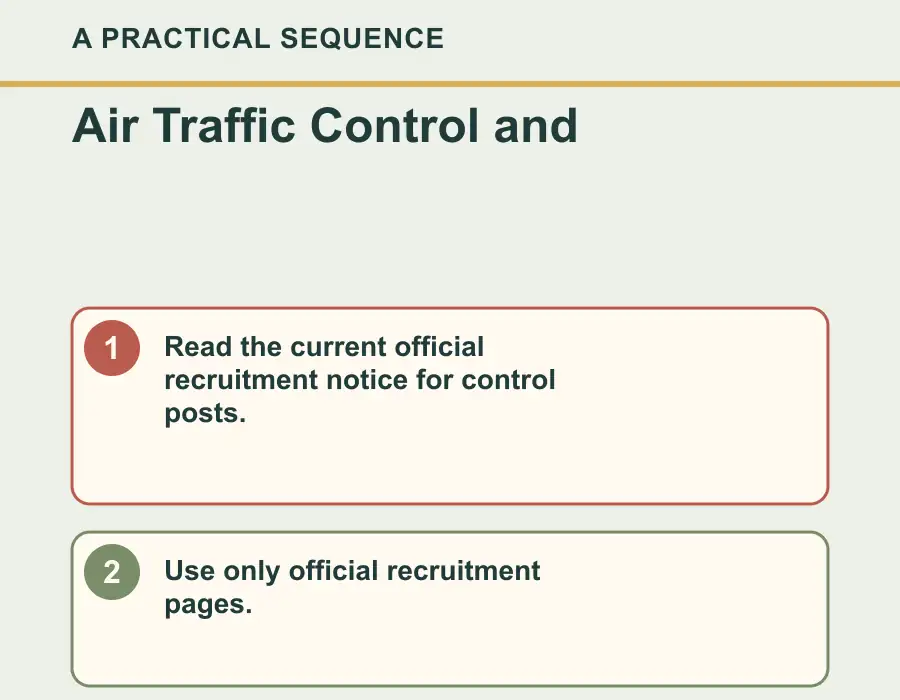 A PRACTICAL SEQUENCE
Air Traffic Control and
1
Read the current official
recruitment notice for control
posts.
2
Use only official recruitment
pages.